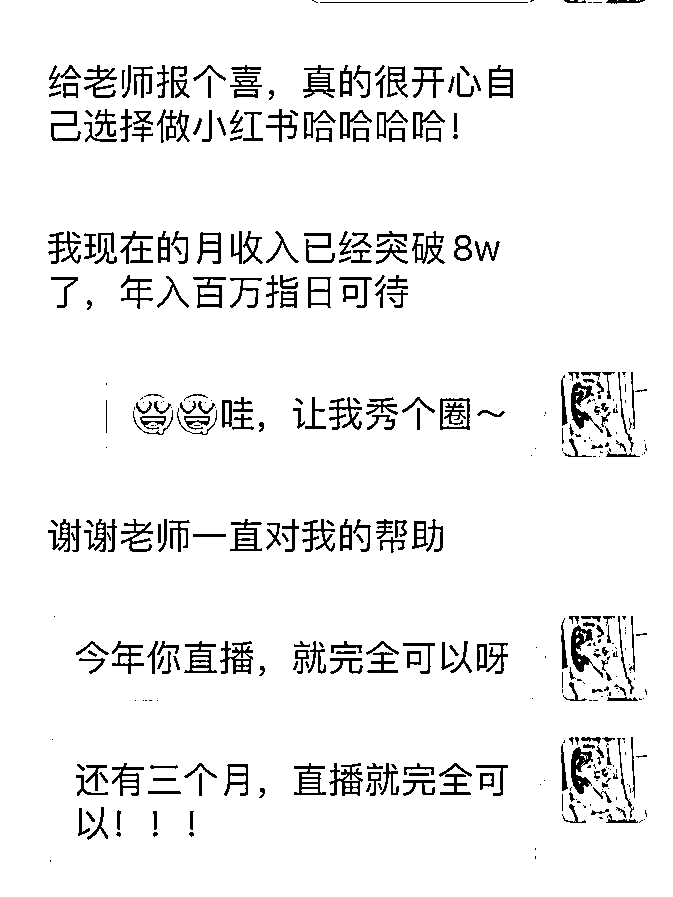 给老师报个喜，真的很开心自
己选择做小红书哈哈哈哈！
我现在的月收入已经突破8w
了，年入百万指日可待
哇，让我秀个圈～
谢谢老师一直对我的帮助
今年你直播，就完全可以呀
还有三个月，直播就完全可
以！！！